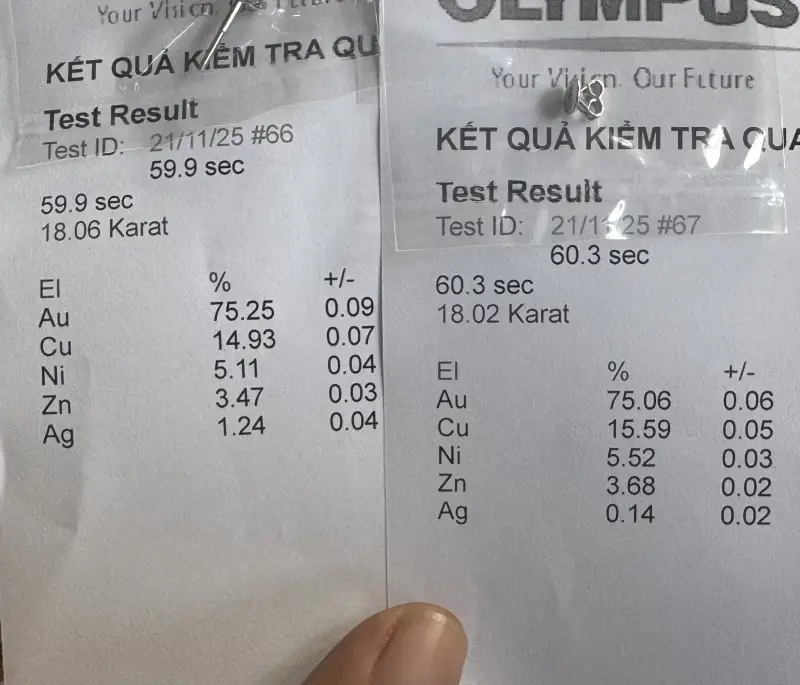 Your Vision.
KẾT QUẢ KIỂM TRA QU
Test Result
Test ID: 21/11/25 #66
59.9 sec
59.9 sec
18.06 Karat
El % +/-
Au 75.25 0.09
Cu 14.93 0.07
Ni 5.11 0.04
Zn 3.47 0.03
Ag 1.24 0.04
OLYMPUS
Your Vision. Our Future
KẾT QUẢ KIỂM TRA QUA
Test Result
Test ID: 21/11/25 #67
60.3 sec
60.3 sec
18.02 Karat
El % +/-
Au 75.06 0.06
Cu 15.59 0.05
Ni 5.52 0.03
Zn 3.68 0.02
Ag 0.14 0.02